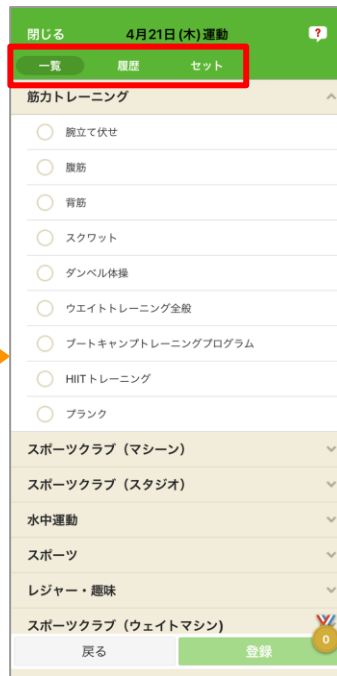 閉じる 4月21日(木)運動 ?
一覧 履歴 セット
筋力トレーニング
腕立て伏せ
腹筋
背筋
スクワット
ダンベル体操
ウエイトトレーニング全般
ブートキャンプトレーニングプログラム
HIITトレーニング
プランク
スポーツクラブ（マシーン）
スポーツクラブ（スタジオ）
水中運動
スポーツ
レジャー・趣味
スポーツクラブ（ウェイトマシン)
0
戻る 登録